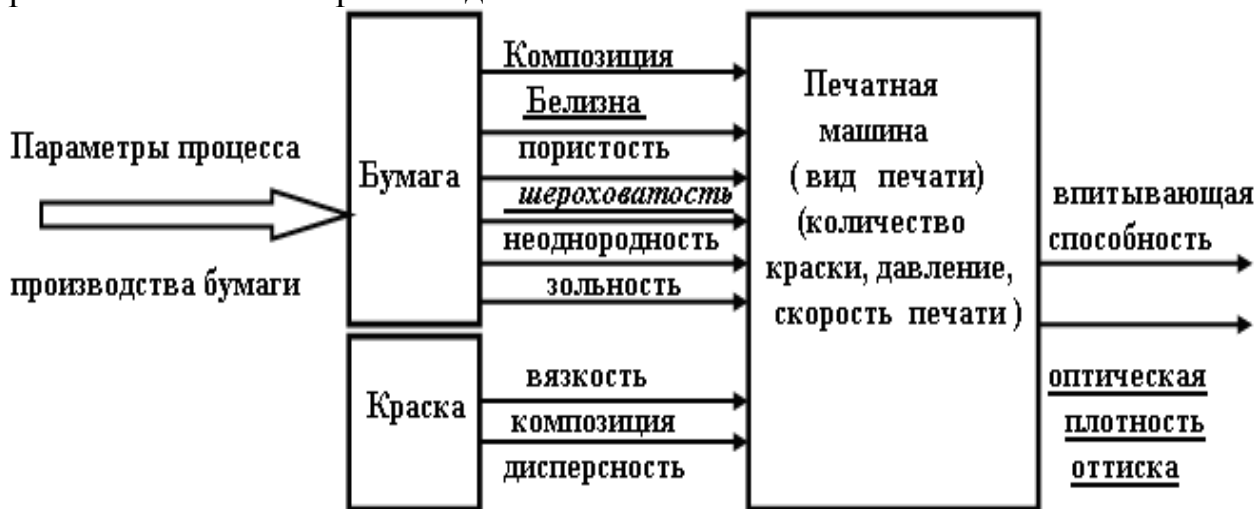 Параметры процесса
производства бумаги
Бумага
Композиция
Белизна
пористость
шероховатость
неоднородность
зольность
Краска
вязкость
композиция
дисперсность
Печатная
машина
( вид печати)
(количество
краски, давление,
скорость печати )
впитывающая
способность
оптическая
плотность
оттиска